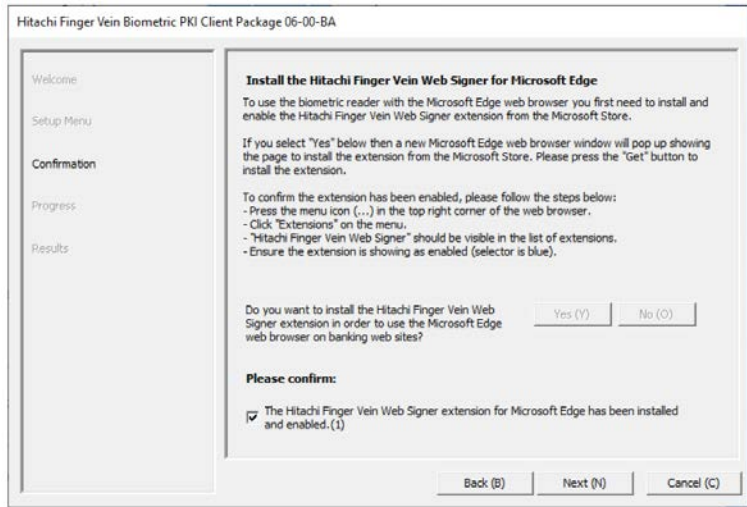 Hitachi Finger Vein Biometric PKI Client Package 06-00-BA
Welcome
Setup Menu
Confirmation
Progress
Results
Install the Hitachi Finger Vein Web Signer for Microsoft Edge
To use the biometric reader with the Microsoft Edge web browser you first need to install and
enable the Hitachi Finger Vein Web Signer extension from the Microsoft Store.
If you select "Yes" below then a new Microsoft Edge web browser window will pop up showing
the page to install the extension from the Microsoft Store. Please press the "Get" button to
install the extension.
To confirm the extension has been enabled, please follow the steps below:
- Press the menu icon (...) in the top right corner of the web browser.
- Click "Extensions" on the menu.
- "Hitachi Finger Vein Web Signer" should be visible in the list of extensions.
- Ensure the extension is showing as enabled (selector is blue).
Do you want to install the Hitachi Finger Vein Web
Signer extension in order to use the Microsoft Edge
web browser on banking web sites?
Yes (Y)
No (O)
Please confirm:
The Hitachi Finger Vein Web Signer extension for Microsoft Edge has been installed
and enabled.(1)
Back (B)
Next (N)
Cancel (C)